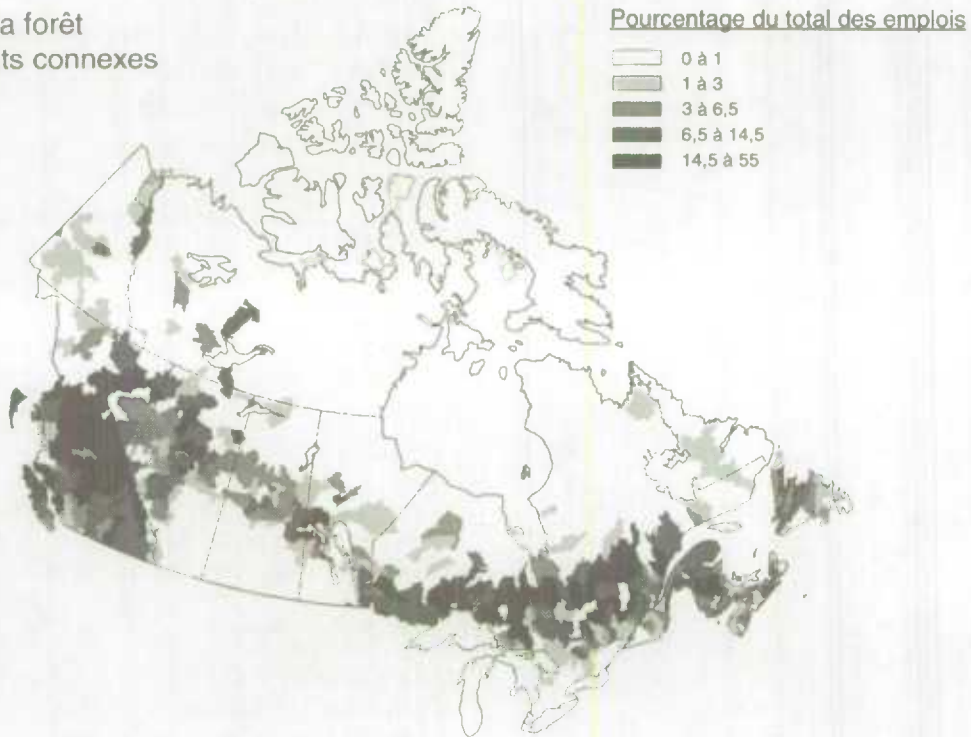 a forêt
ts connexes
Pourcentage du total des emplois
0 à 1
1 à 3
3 à 6,5
6,5 à 14,5
14,5 à 55